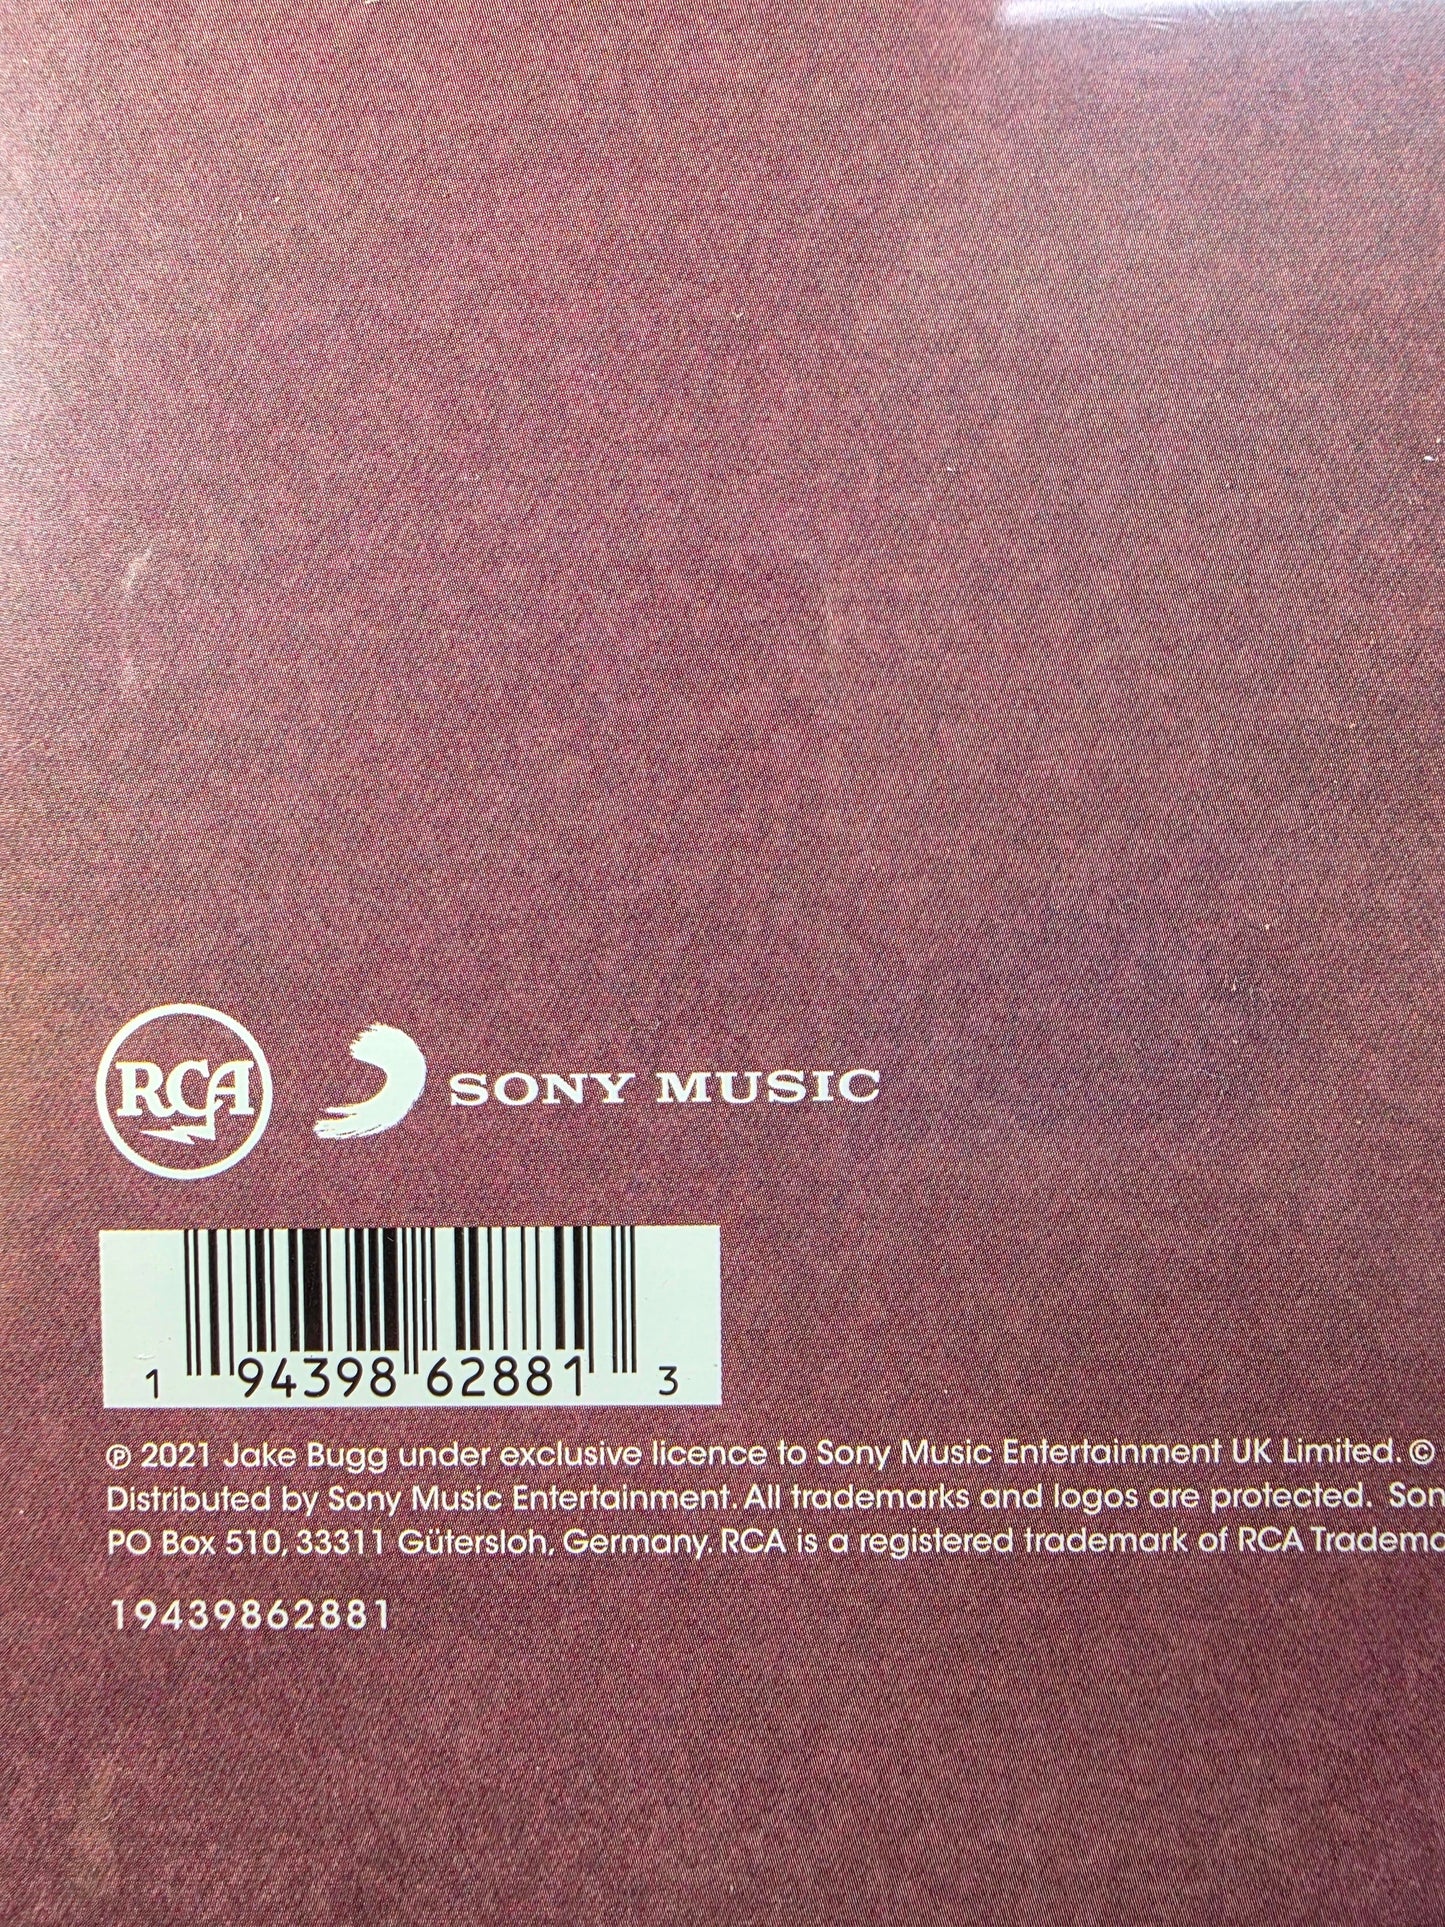 RCA
SONY MUSIC
1 94398 62881 3
℗ 2021 Jake Bugg under exclusive licence to Sony Music Entertainment UK Limited. ©
Distributed by Sony Music Entertainment. All trademarks and logos are protected.
PO Box 510, 33311 Gütersloh, Germany. RCA is a registered trademark of RCA
19439862881